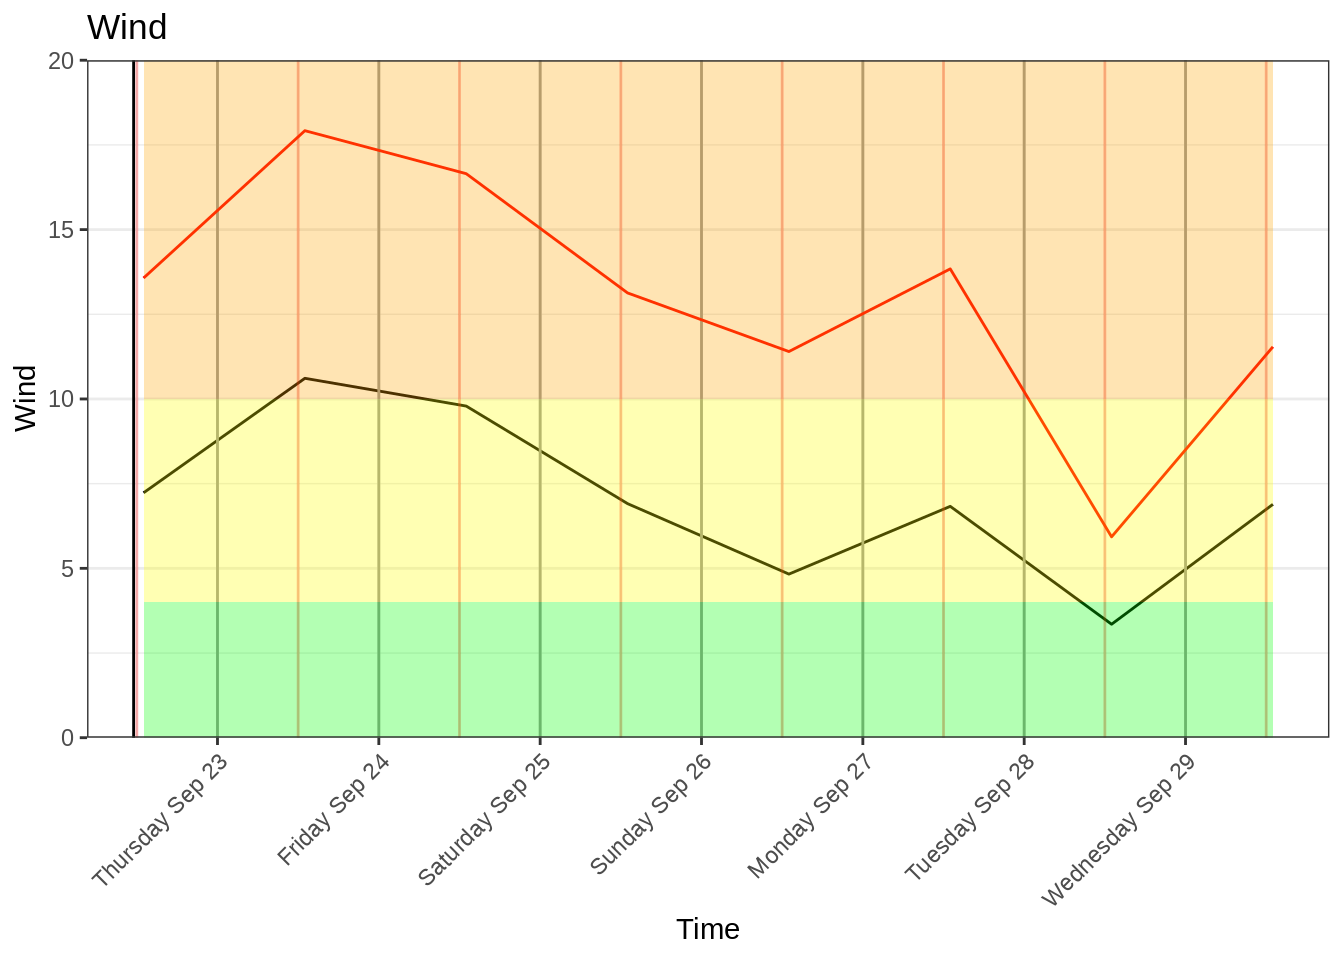 Wind
Wind
20
15
10
5
0
Thursday Sep 23
Friday Sep 24
Saturday Sep 25
Sunday Sep 26
Monday Sep 27
Tuesday Sep 28
Wednesday Sep 29
Time